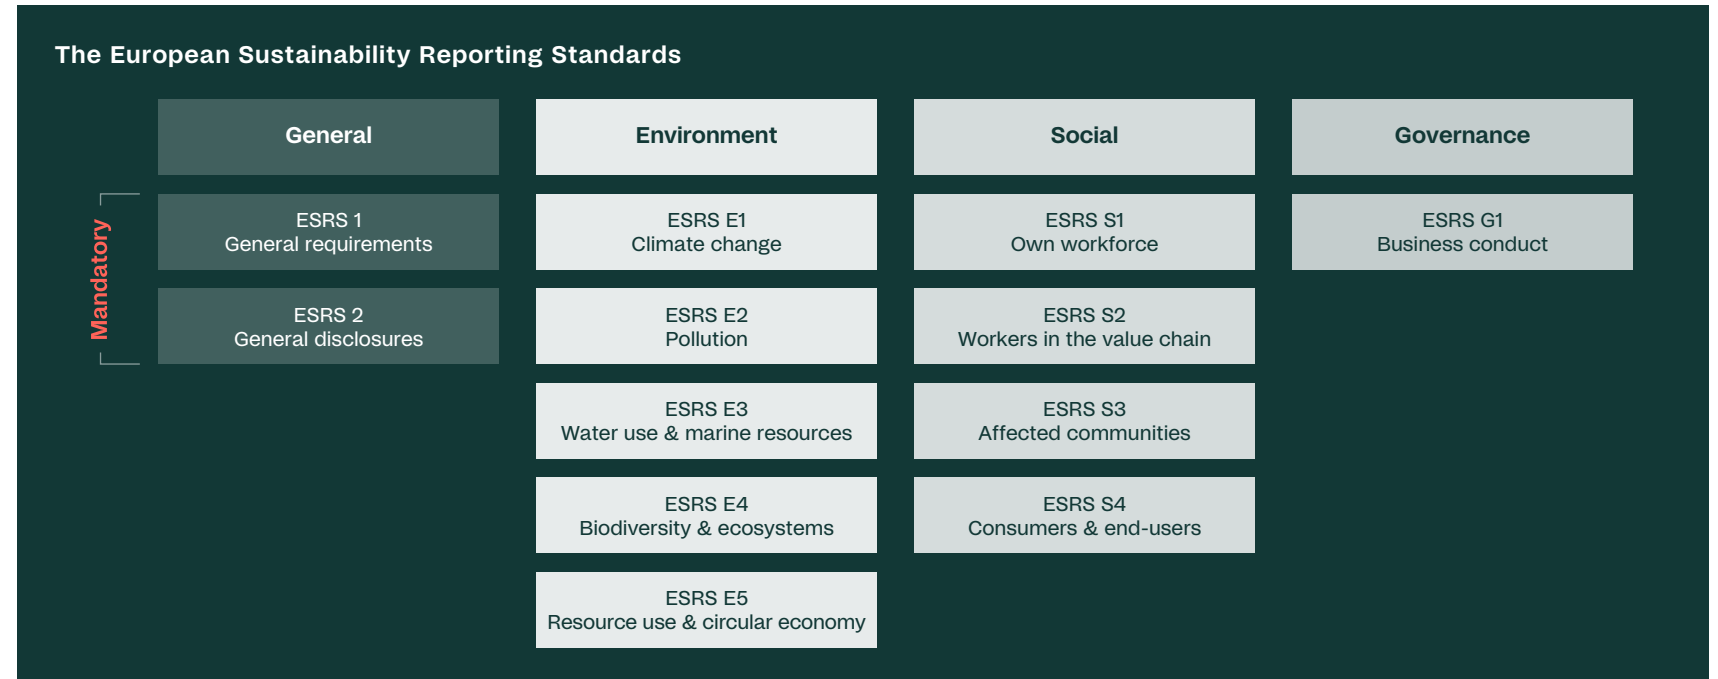 The European Sustainability Reporting Standards
General
Environment
Social
Governance
Mandatory
ESRS 1
General requirements
ESRS E1
Climate change
ESRS S1
Own workforce
ESRS G1
Business conduct
ESRS 2
General disclosures
ESRS E2
Pollution
ESRS S2
Workers in the value chain
ESRS E3
Water use & marine resources
ESRS S3
Affected communities
ESRS E4
Biodiversity & ecosystems
ESRS S4
Consumers & end-users
ESRS E5
Resource use & circular economy